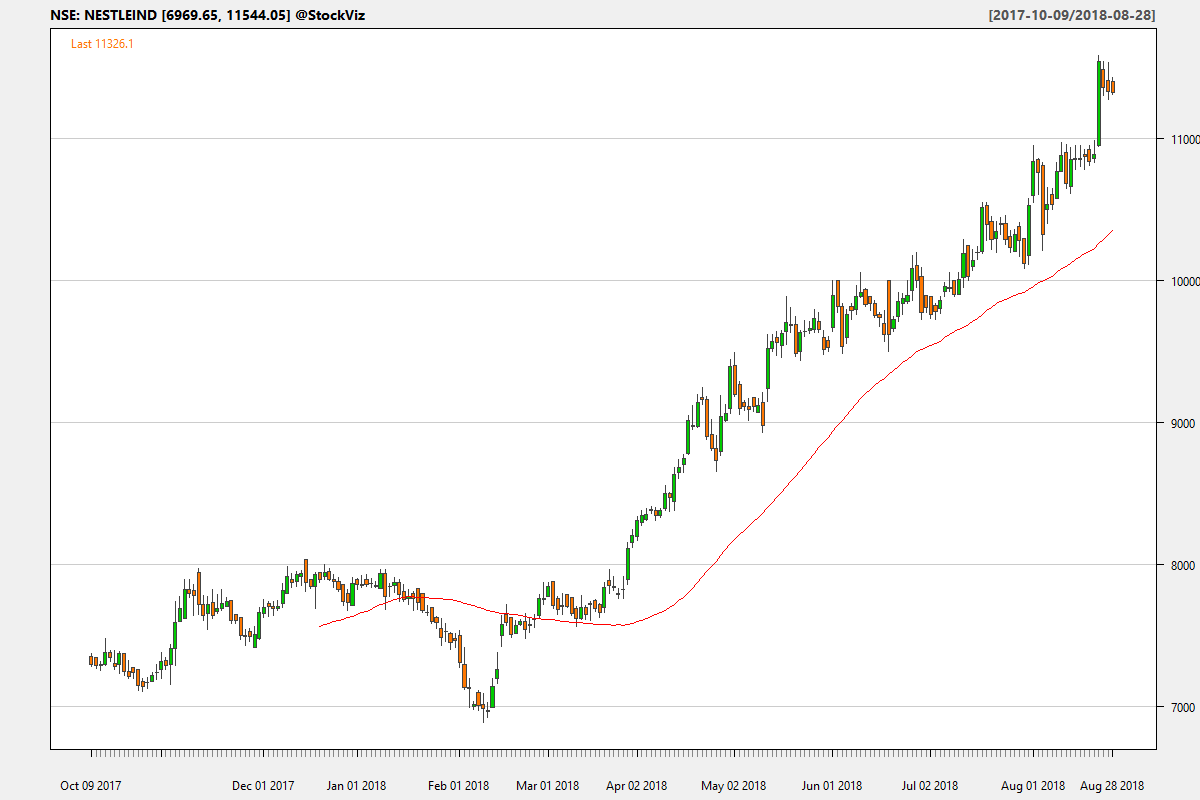 NSE: NESTLEIND [6969.65, 11544.05] @StockViz [2017-10-09/2018-08-28]
Last 11326.1
11000
10000
9000
8000
7000
Oct 09 2017 Dec 01 2017 Jan 01 2018 Feb 01 2018 Mar 01 2018 Apr 02 2018 May 02 2018 Jun 01 2018 Jul 02 2018 Aug 01 2018 Aug 28 2018